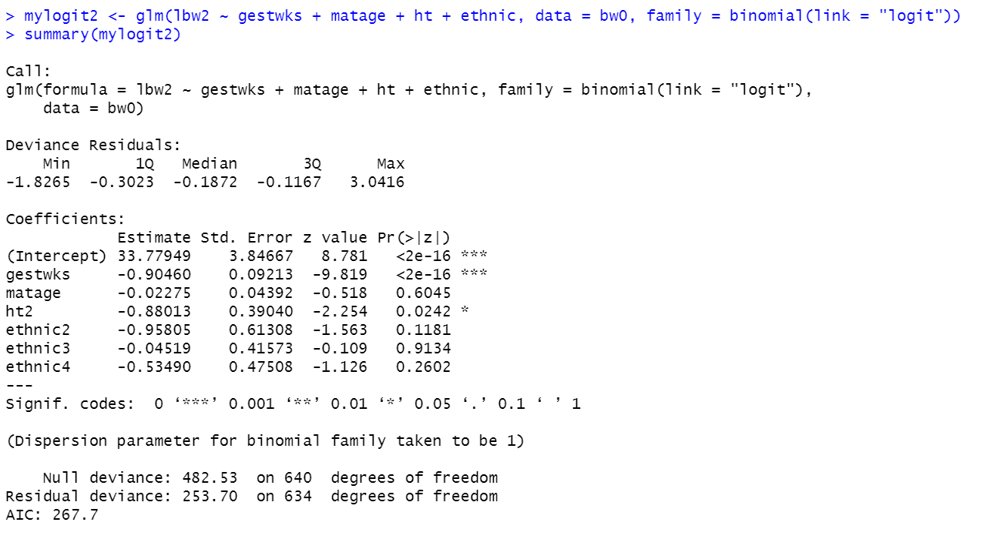 > mylogit2 <- glm(lbw2 ~ gestwks + matage + ht + ethnic, data = bw0, family = binomial(link = "logit"))
> summary(mylogit2)
Call:
glm(formula = lbw2 ~ gestwks + matage + ht + ethnic, family = binomial(link = "logit"),
    data = bw0)
Deviance Residuals:
    Min       1Q   Median       3Q      Max
-1.8265  -0.3023  -0.1872  -0.1167   3.0416
Coefficients:
            Estimate Std. Error z value Pr(>|z|)
(Intercept) 33.77949    3.84667   8.781   <2e-16 ***
gestwks     -0.90460    0.09213  -9.819   <2e-16 ***
matage      -0.02275    0.04392  -0.518   0.6045
ht2         -0.88013    0.39040  -2.254   0.0242 *
ethnic2     -0.95805    0.61308  -1.563   0.1181
ethnic3     -0.04519    0.41573  -0.109   0.9134
ethnic4     -0.53490    0.47508  -1.126   0.2602
---
Signif. codes:  0 ‘***’ 0.001 ‘**’ 0.01 ‘*’ 0.05 ‘.’ 0.1 ‘ ’ 1
(Dispersion parameter for binomial family taken to be 1)
    Null deviance: 482.53  on 640  degrees of freedom
Residual deviance: 253.70  on 634  degrees of freedom
AIC: 267.7